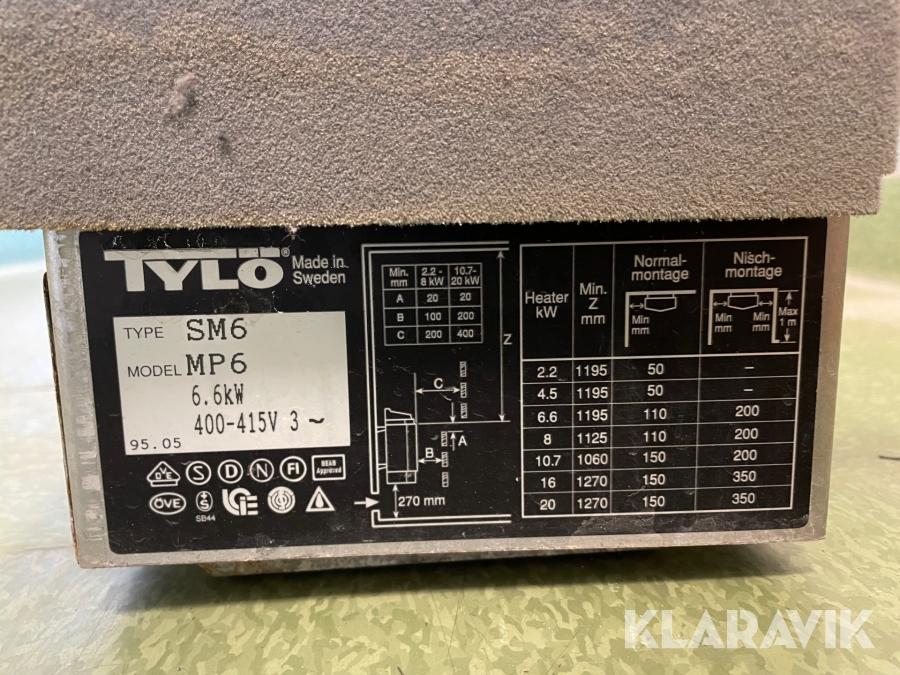 TYLÖ Made in Sweden
TYPE SM6
MODEL MP6
6.6kW
400-415V 3 ~
95.05
VDE S D N FI SEMKO Approved
ÖVE S
SB44
Min. mm 2.2 - 8 kW 10.7- 20 kW
A 20 20
B 100 200
C 200 400
Z
C
A
B
270 mm
Heater kW Min. Z mm Normal- montage Nisch- montage
Min mm Min mm Min mm Max 1 m
2.2 1195 50 –
4.5 1195 50 –
6.6 1195 110 200
8 1125 110 200
10.7 1060 150 200
16 1270 150 350
20 1270 150 350
KLARAVIK